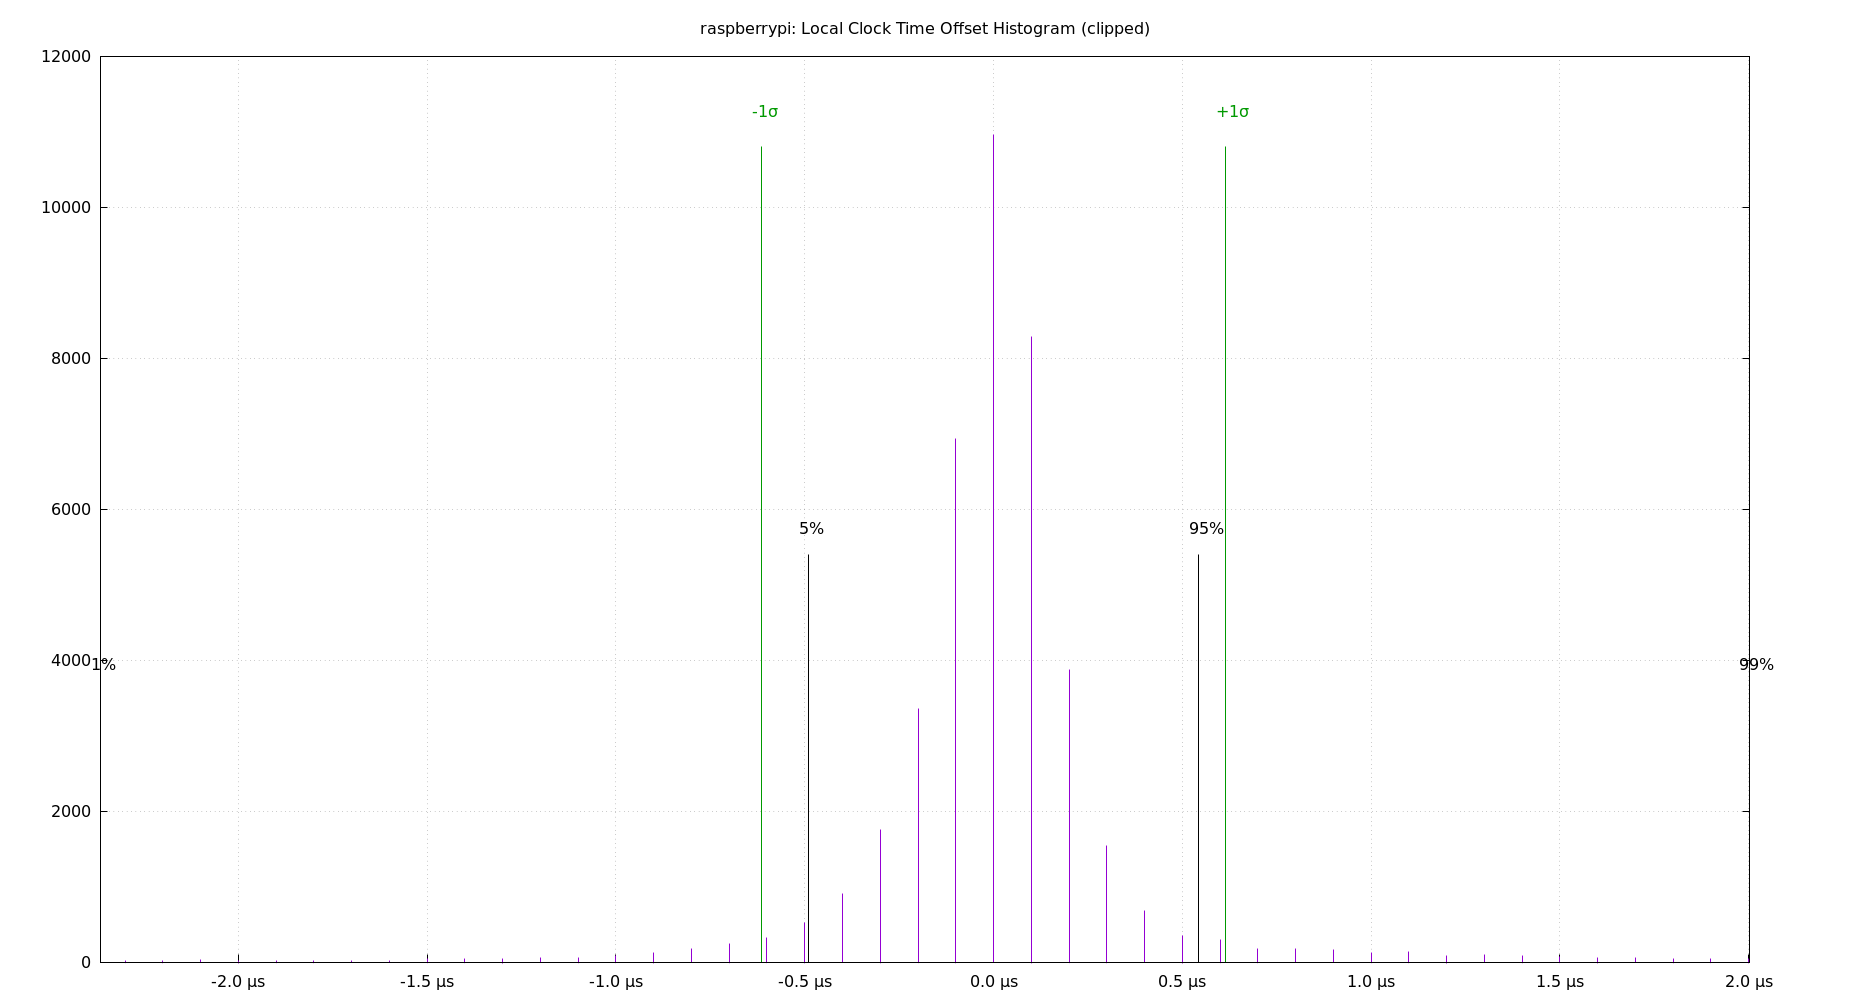 raspberrypi: Local Clock Time Offset Histogram (clipped)
12000
-1σ +1σ
10000
8000
6000
5% 95%
4000 1% 99%
2000
0
-2.0 µs -1.5 µs -1.0 µs -0.5 µs 0.0 µs 0.5 µs 1.0 µs 1.5 µs 2.0 µs